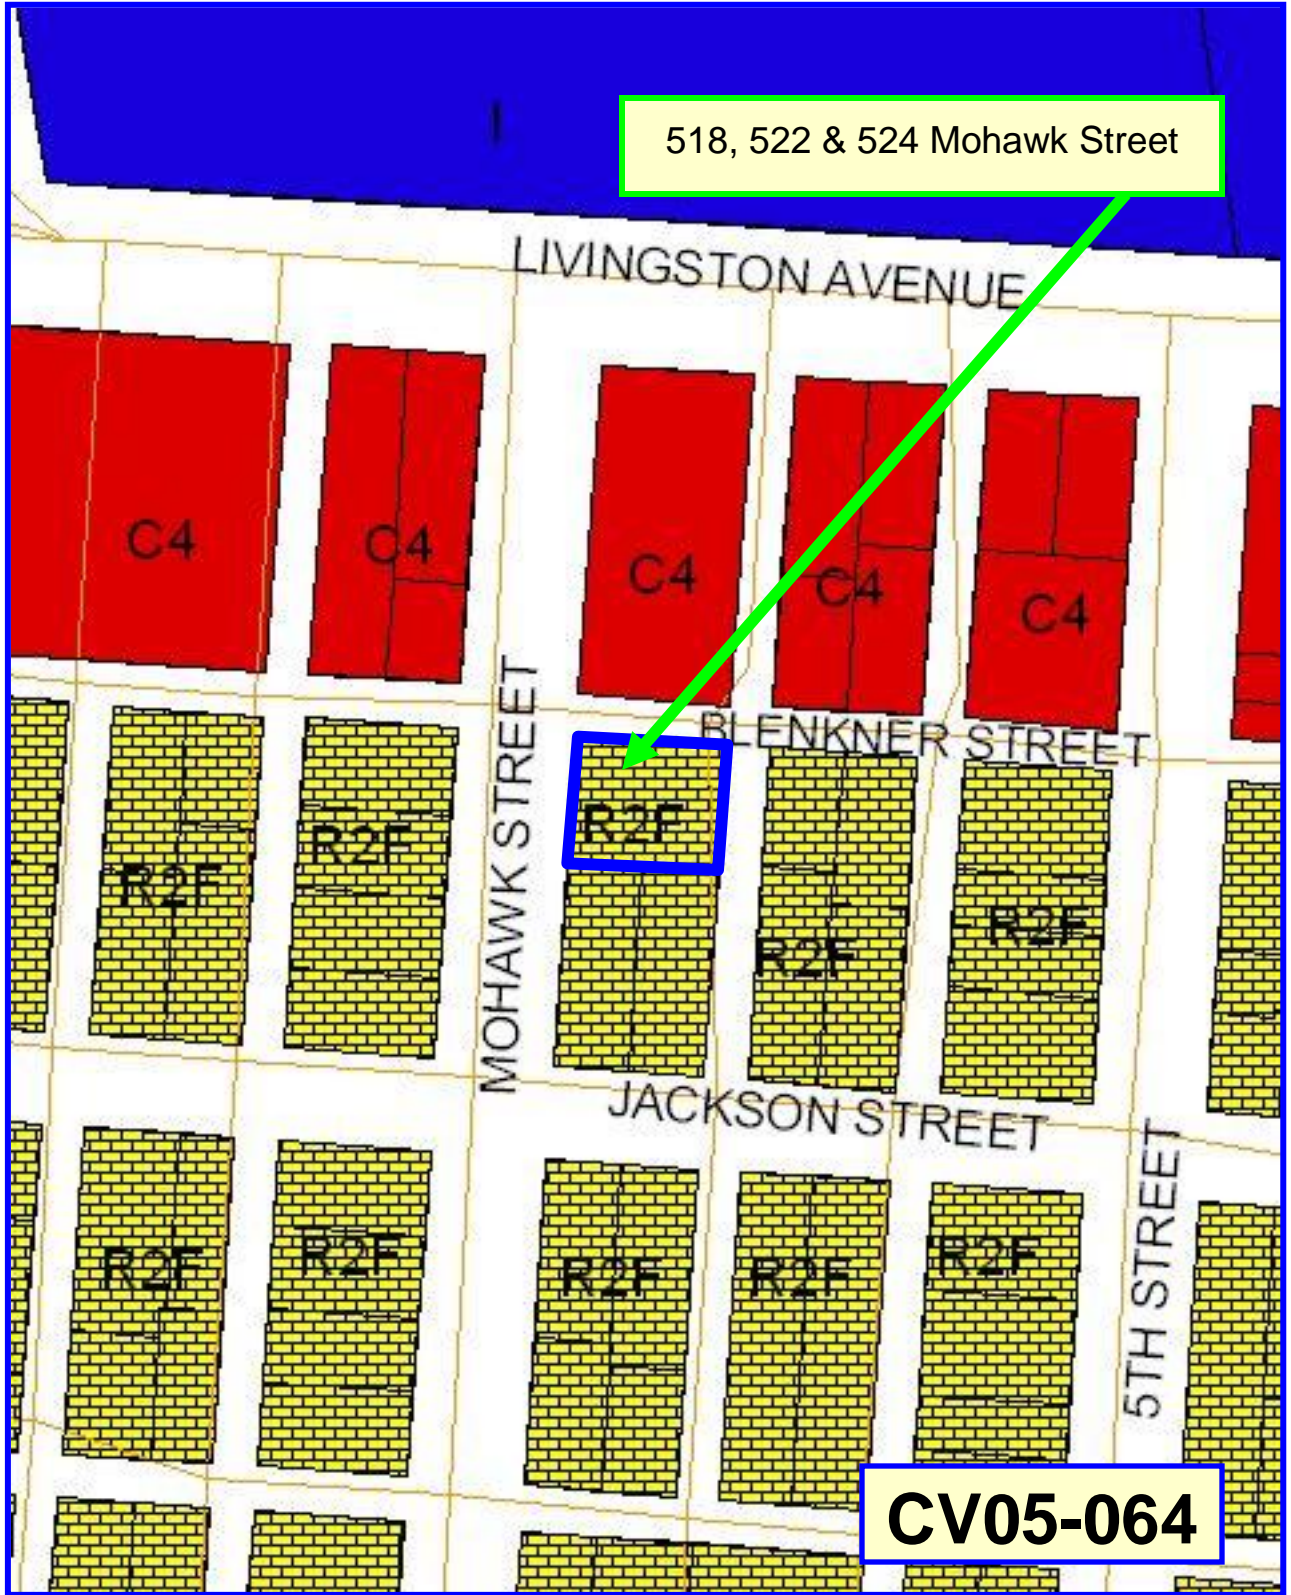 I
518, 522 & 524 Mohawk Street
LIVINGSTON AVENUE
C4
C4
C4
C4
C4
MOHAWK STREET
BLENKNER STREET
R2F
R2F
R2F
R2F
R2F
R2F
JACKSON STREET
5TH STREET
R2F
R2F
R2F
R2F
R2F
CV05-064